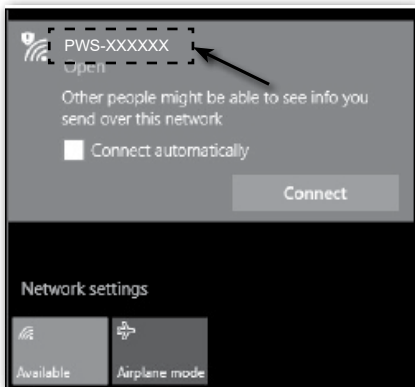 PWS-XXXXXX
Open
Other people might be able to see info you
send over this network
Connect automatically
Connect
Network settings
Available
Airplane mode